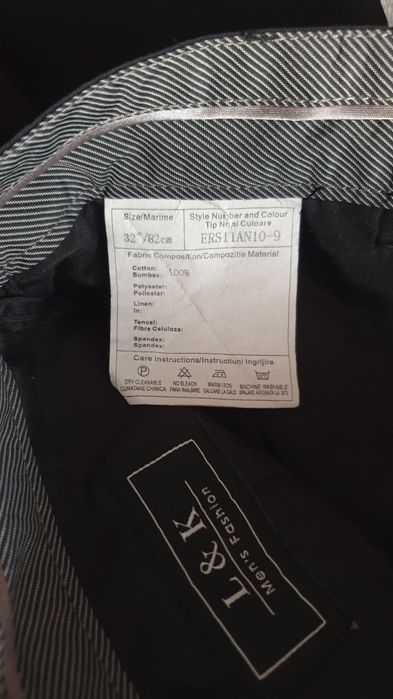 Size/Marime
32"/82cm
Style Number and Colour
Tip Nr/al Culoare
ERS11AN10-9
Fabric Composition/Compozitie Material
Cotton:
Bumbac: 100%
Polyester:
Poliester:
Linen:
In:
Tencel:
Fibra Celuloza:
Spandex:
Spandex:
Care Instructions/Instructiuni Ingrijire
DRY CLEANABLE
CURATARE CHIMICA
NO BLEACH
FARA INALBIRE
WARM IRON
CALCARE LA CALD
MACHINE WASHABLE
SPALARE AUTOMATA LA 30°C
L & K
Men's Fashion